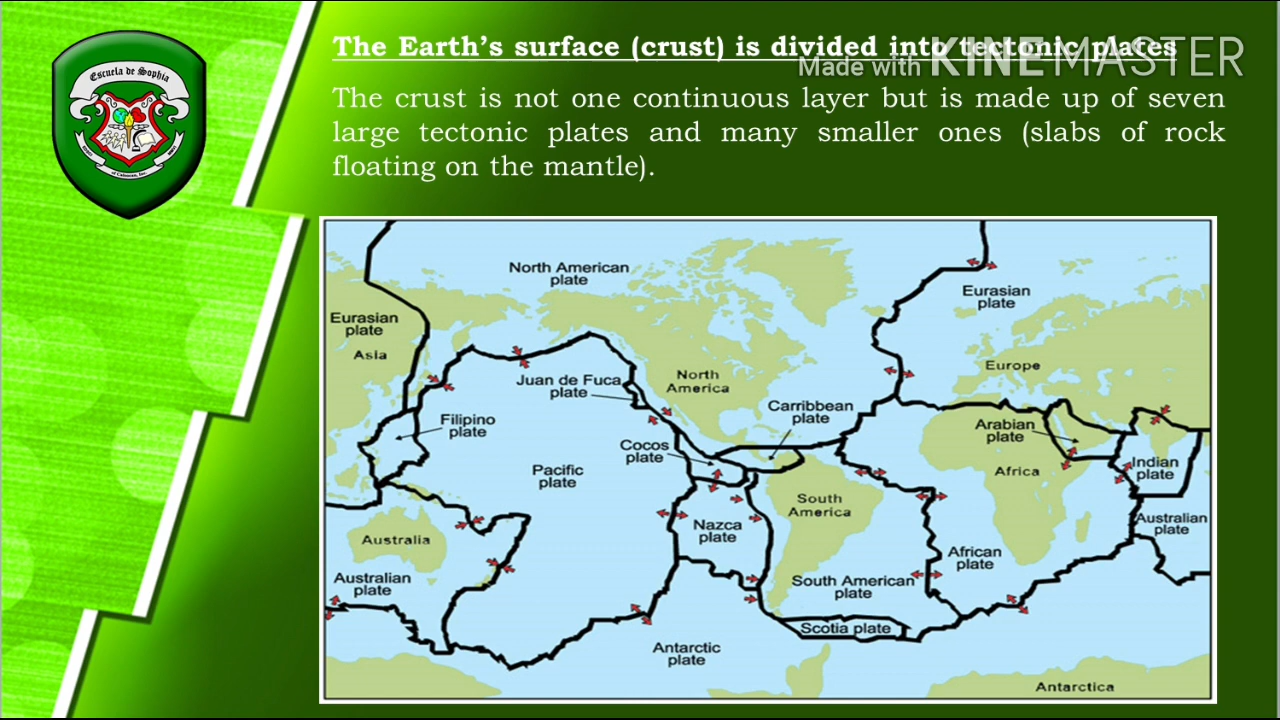 The Earth's surface (crust) is divided into tectonic plates
Made with KINEMASTER
Escuela de Sophia
of Caloocan, Inc.
The crust is not one continuous layer but is made up of seven
large tectonic plates and many smaller ones (slabs of rock
floating on the mantle).
North American
plate
Eurasian
plate
Eurasian
plate
Asia
Europe
North
America
Juan de Fuca
plate
Carribbean
plate
Filipino
plate
Arabian
plate
Cocos
plate
Pacific
plate
Africa
Indian
plate
South
America
Nazca
plate
Australian
plate
Australia
African
plate
Australian
plate
South American
plate
Scotia plate
Antarctic
plate
Antarctica